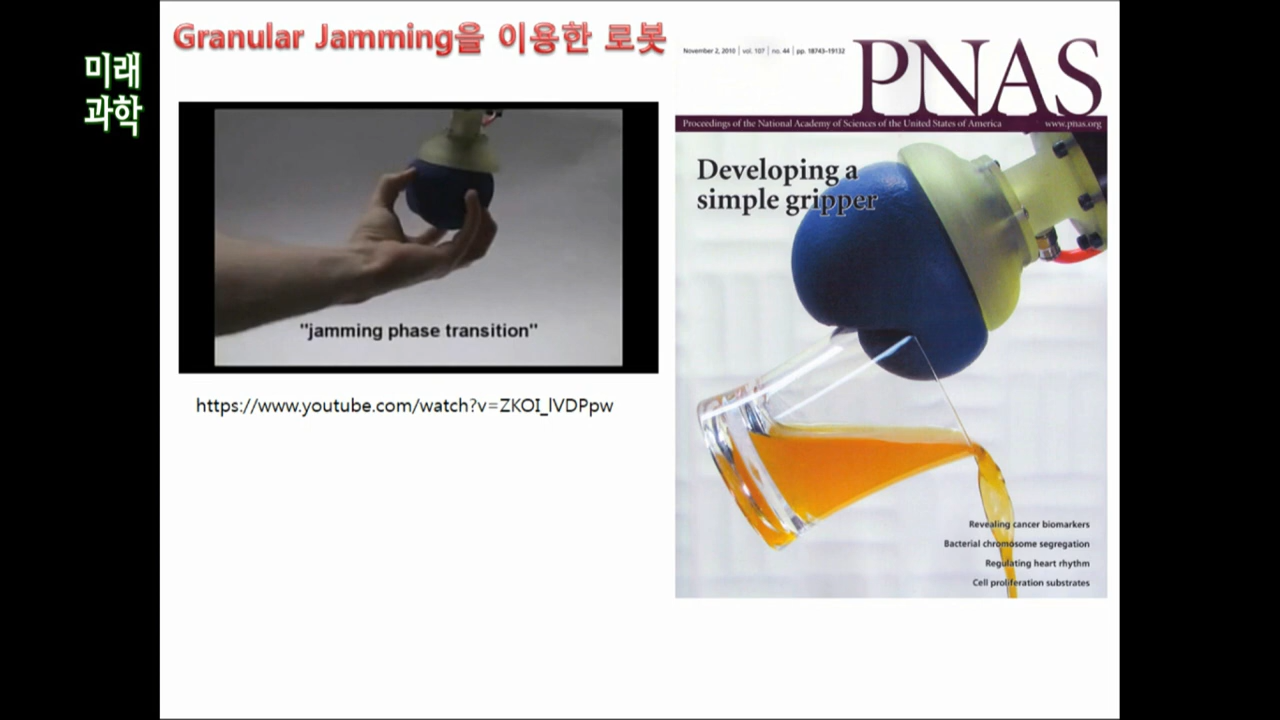 Granular Jamming을 이용한 로봇
미래
과학
"jamming phase transition"
https://www.youtube.com/watch?v=ZKOI_lVDPpw
November 2, 2010 | vol. 107 | no. 44 | pp. 18743–19132
PNAS
Proceedings of the National Academy of Sciences of the United States of America www.pnas.org
Developing a
simple gripper
Revealing cancer biomarkers
Bacterial chromosome segregation
Regulating heart rhythm
Cell proliferation substrates